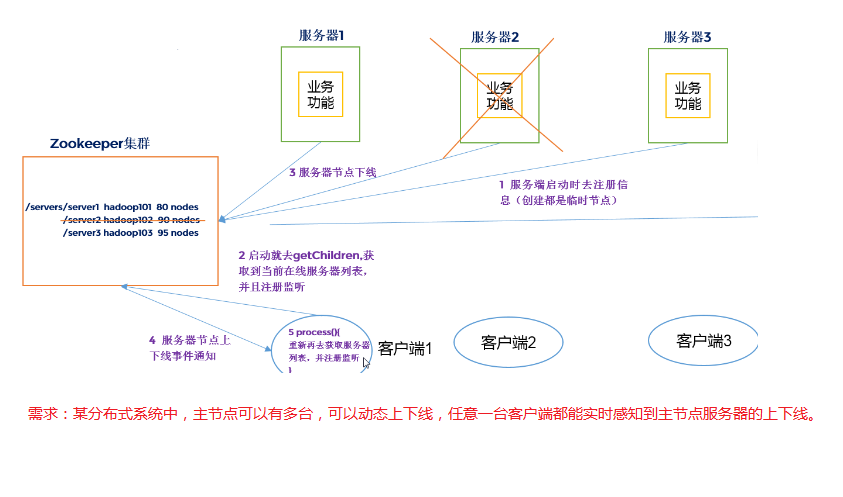 服务器1
服务器2
服务器3
业务
功能
业务
功能
业务
功能
Zookeeper集群
3 服务器节点下线
1 服务端启动时去注册信
息（创建都是临时节点）
/servers/server1 hadoop101 80 nodes
/server2 hadoop102 90 nodes
/server3 hadoop103 95 nodes
2 启动就去getChildren,获
取到当前在线服务器列表，
并且注册监听
4 服务器节点上
下线事件通知
5 process(){
重新再去获取服务器
列表，并注册监听
}
客户端1
客户端2
客户端3
需求：某分布式系统中，主节点可以有多台，可以动态上下线，任意一台客户端都能实时感知到主节点服务器的上下线。